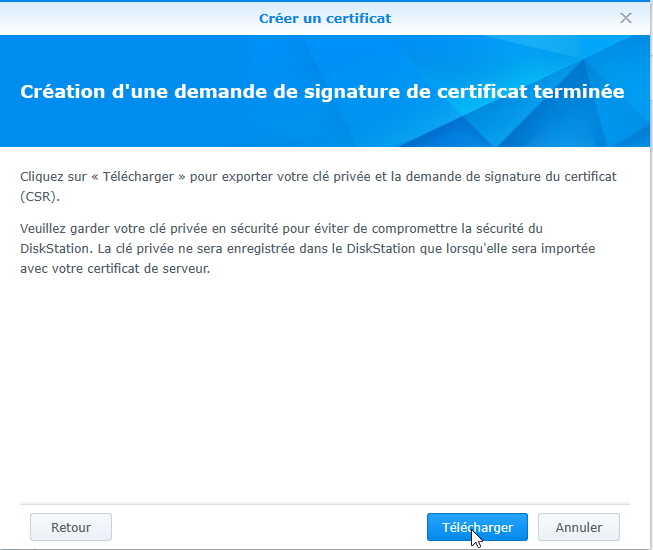 Créer un certificat
Création d'une demande de signature de certificat terminée
Cliquez sur « Télécharger » pour exporter votre clé privée et la demande de signature du certificat
(CSR).
Veuillez garder votre clé privée en sécurité pour éviter de compromettre la sécurité du
DiskStation. La clé privée ne sera enregistrée dans le DiskStation que lorsqu'elle sera importée
avec votre certificat de serveur.
Retour
Télécharger
Annuler